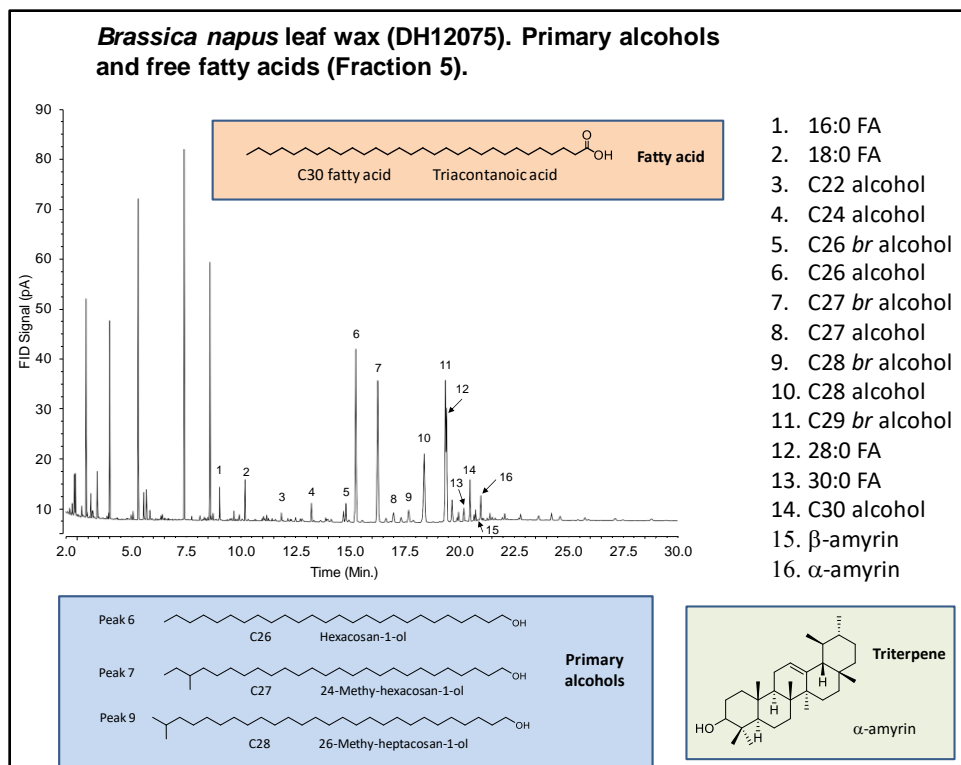 Brassica napus leaf wax (DH12075). Primary alcohols
and free fatty acids (Fraction 5).
90
80
70
60
50
40
30
20
10
FID Signal (pA)
O
OH
Fatty acid
C30 fatty acid Triacontanoic acid
1
2
3
4
5
6
7
8
9
10
11
12
13
14
15
16
2.0 5.0 7.5 10.0 12.5 15.0 17.5 20.0 22.5 25.0 27.5 30.0
Time (Min.)
1. 16:0 FA
2. 18:0 FA
3. C22 alcohol
4. C24 alcohol
5. C26 br alcohol
6. C26 alcohol
7. C27 br alcohol
8. C27 alcohol
9. C28 br alcohol
10. C28 alcohol
11. C29 br alcohol
12. 28:0 FA
13. 30:0 FA
14. C30 alcohol
15. β-amyrin
16. α-amyrin
Peak 6
OH
C26 Hexacosan-1-ol
Peak 7
OH
C27 24-Methy-hexacosan-1-ol
Peak 9
OH
C28 26-Methy-heptacosan-1-ol
Primary
alcohols
Triterpene
H
H
H
HO
α-amyrin